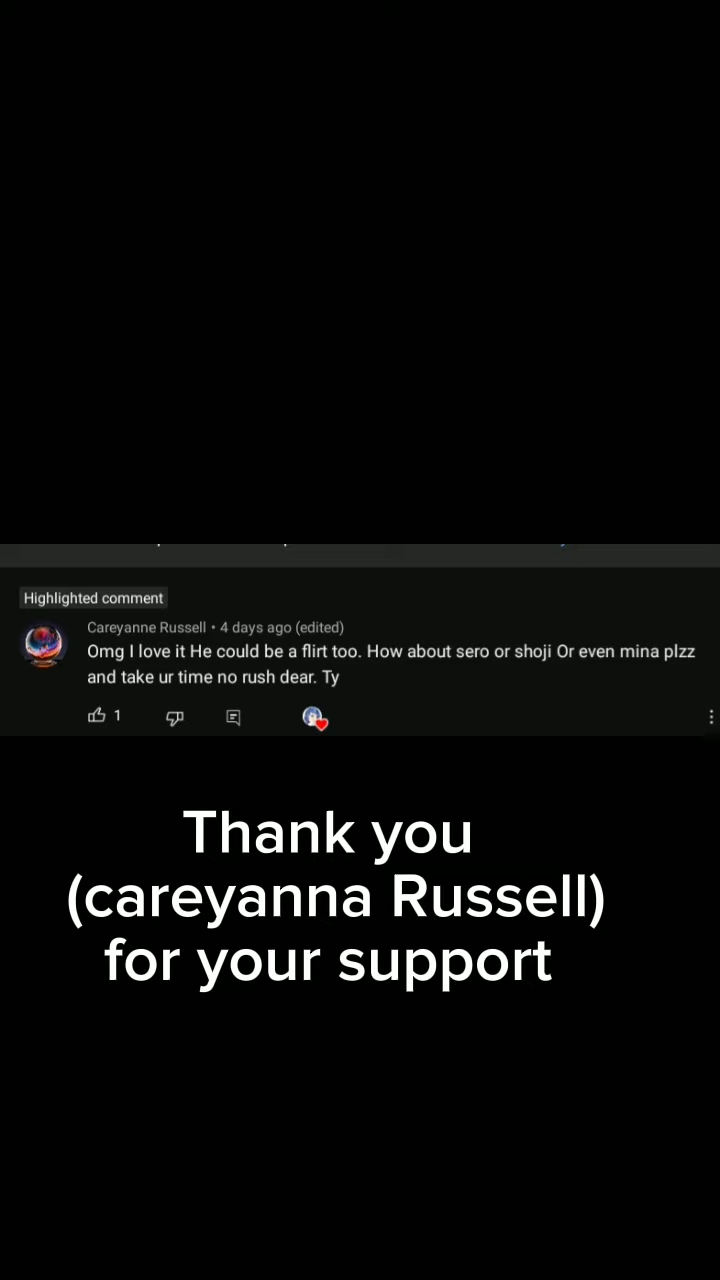 Highlighted comment
Careyanne Russell • 4 days ago (edited)
Omg I love it He could be a flirt too. How about sero or shoji Or even mina plzz
and take ur time no rush dear. Ty
1
Thank you
(careyanna Russell)
for your support